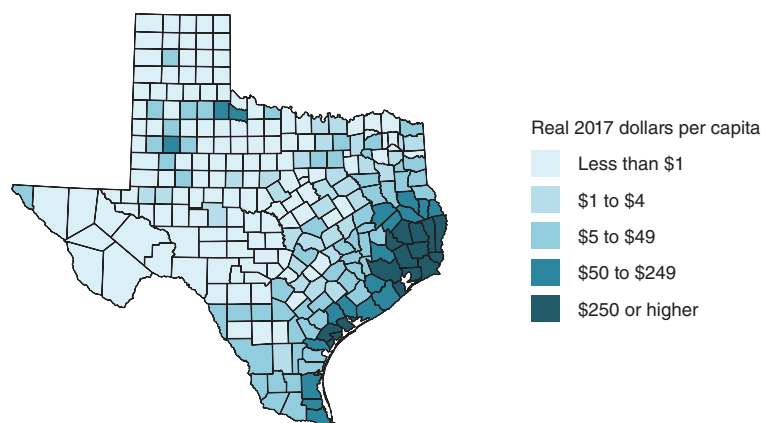 Real 2017 dollars per capita
Less than $1
$1 to $4
$5 to $49
$50 to $249
$250 or higher